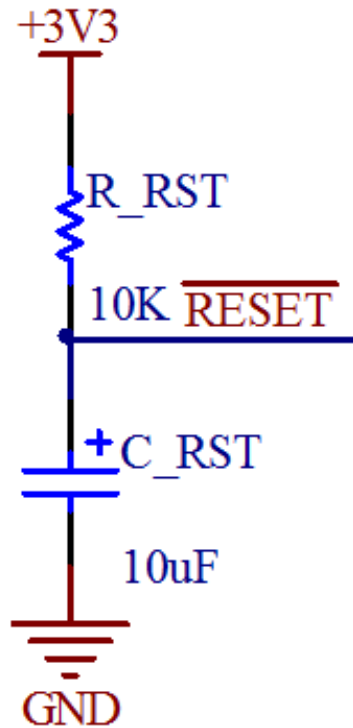 +3V3
R_RST
10K RESET
+ C_RST
10uF
GND